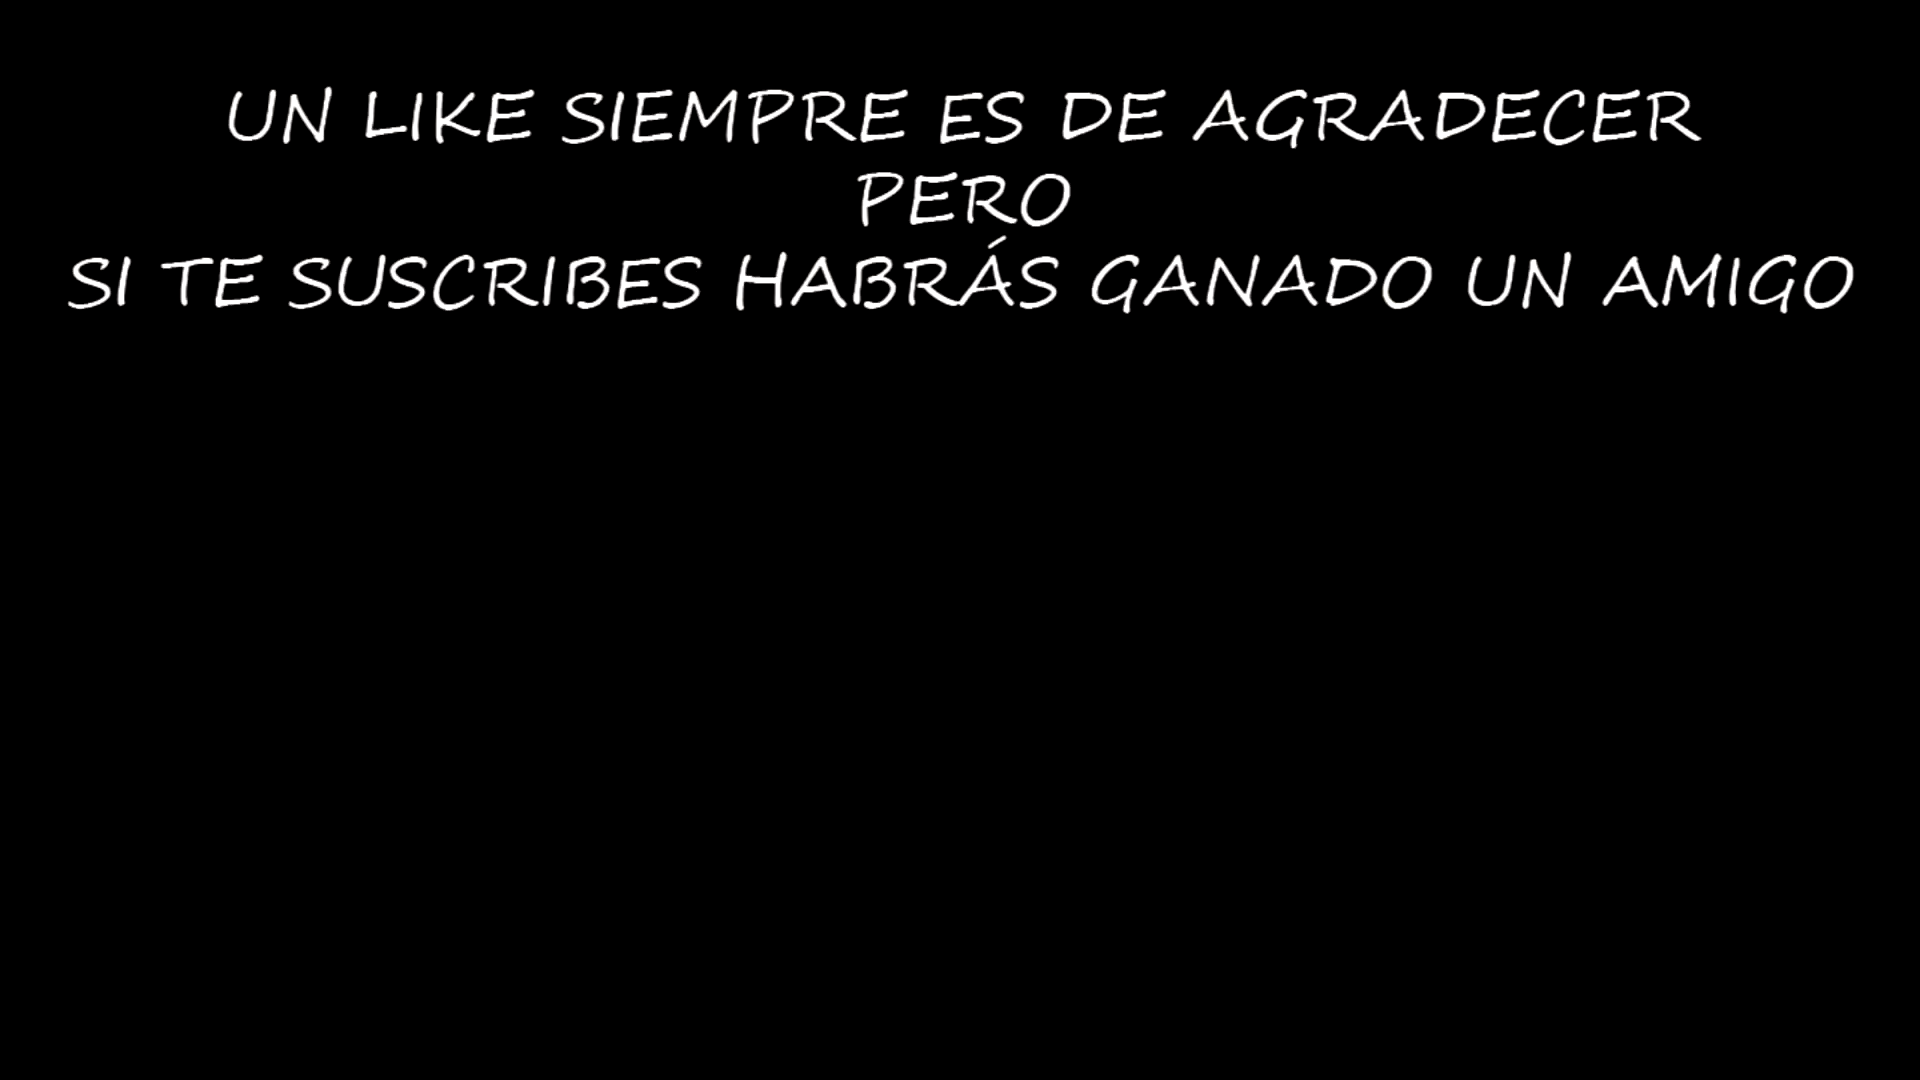 UN LIKE SIEMPRE ES DE AGRADECER
PERO
SI TE SUSCRIBES HABRÁS GANADO UN AMIGO